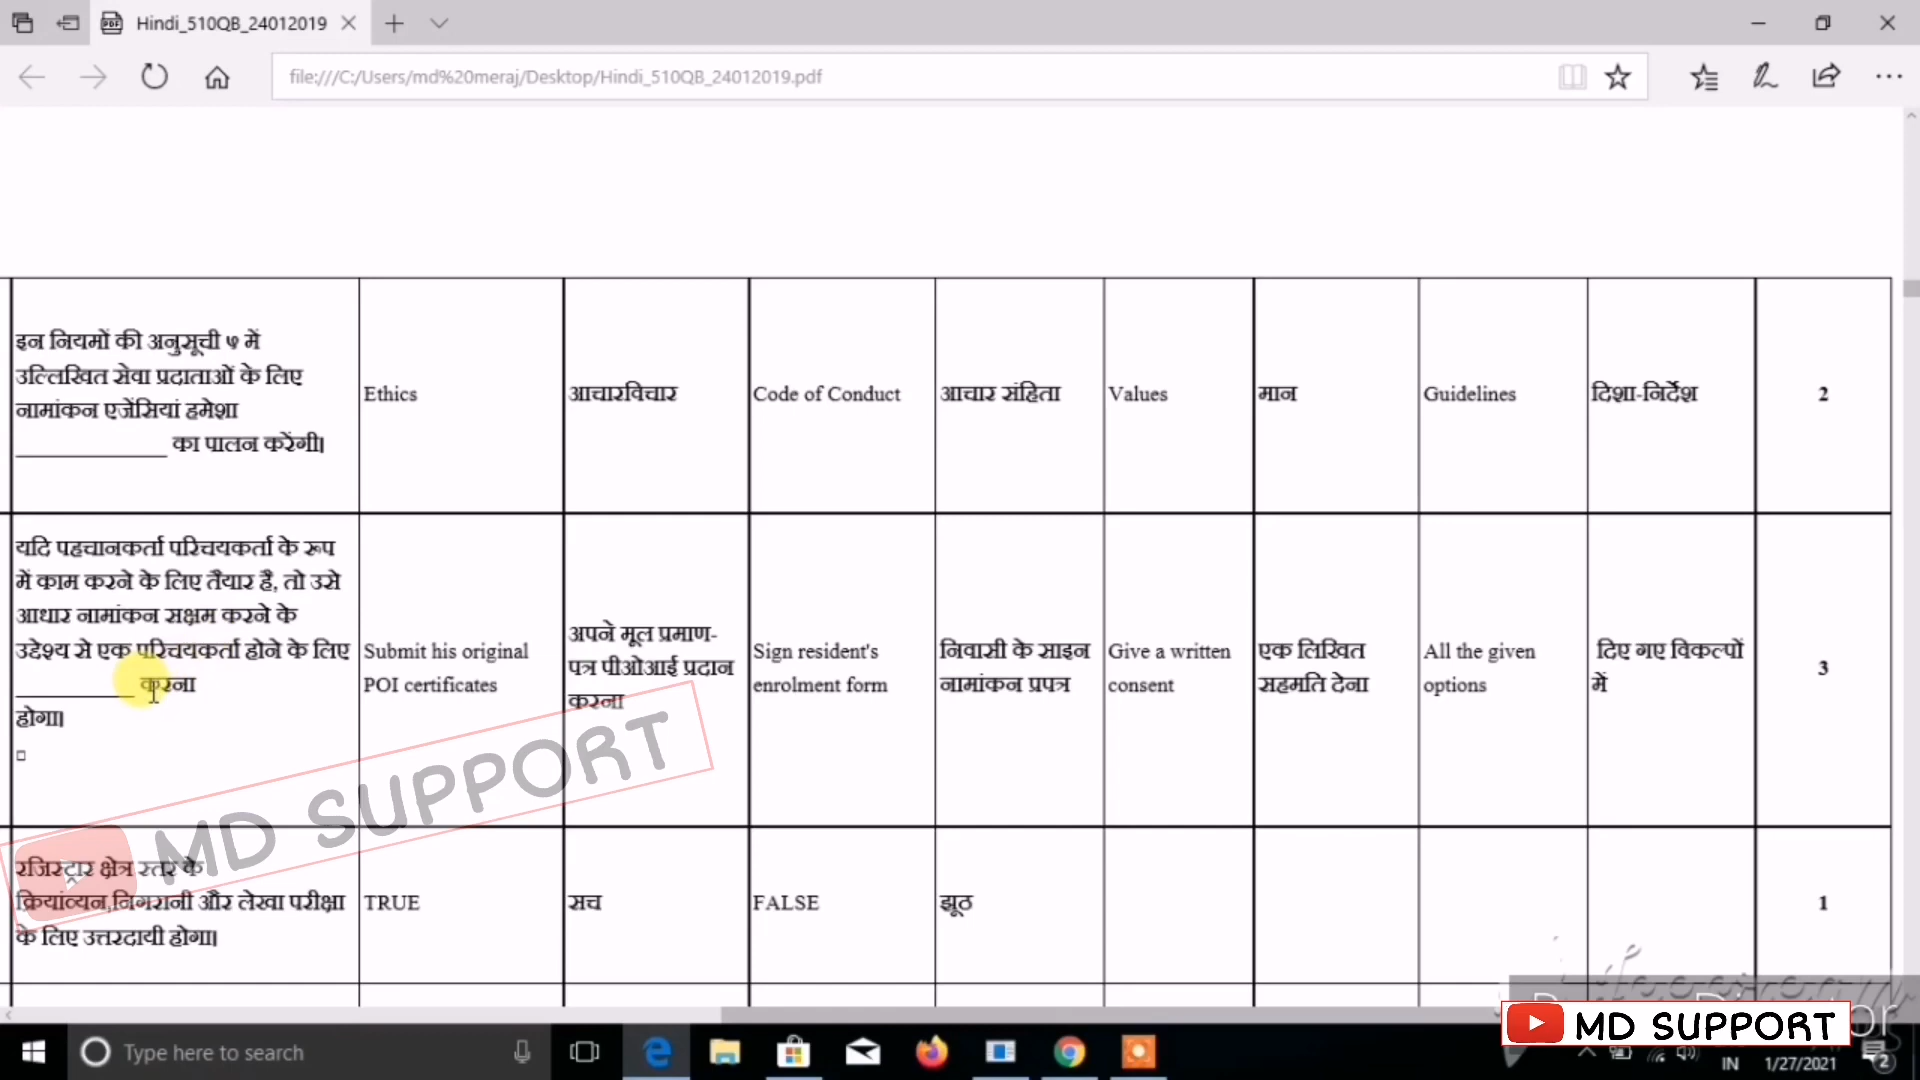 Hindi_510QB_24012019
file:///C:/Users/md%20meraj/Desktop/Hindi_510QB_24012019.pdf
इन नियमों की अनुसूची ५ में
उल्लिखित सेवा प्रदाताओं के लिए
नामांकन एजेंसियां हमेशा
______________ का पालन करेंगी।
Ethics
आचारविचार
Code of Conduct
आचार संहिता
Values
मान
Guidelines
दिशा-निर्देश
2
यदि पहचानकर्ता परिचयकर्ता के रूप
में काम करने के लिए तैयार है, तो उसे
आधार नामांकन सक्षम करने के
उद्देश्य से एक परिचयकर्ता होने के लिए
___________ करना
होगा।
Submit his original
POI certificates
अपने मूल प्रमाण-
पत्र पीओआई प्रदान
करना
Sign resident's
enrolment form
निवासी के साइन
नामांकन प्रपत्र
Give a written
consent
एक लिखित
सहमति देना
All the given
options
दिए गए विकल्पों
में
3
रजिस्ट्रार क्षेत्र स्तर के
क्रियांव्यन,निगरानी और लेखा परीक्षा
के लिए उत्तरदायी होगा।
TRUE
सच
FALSE
झूठ
1
MD SUPPORT
MD SUPPORT
Type here to search
IN
1/27/2021
2